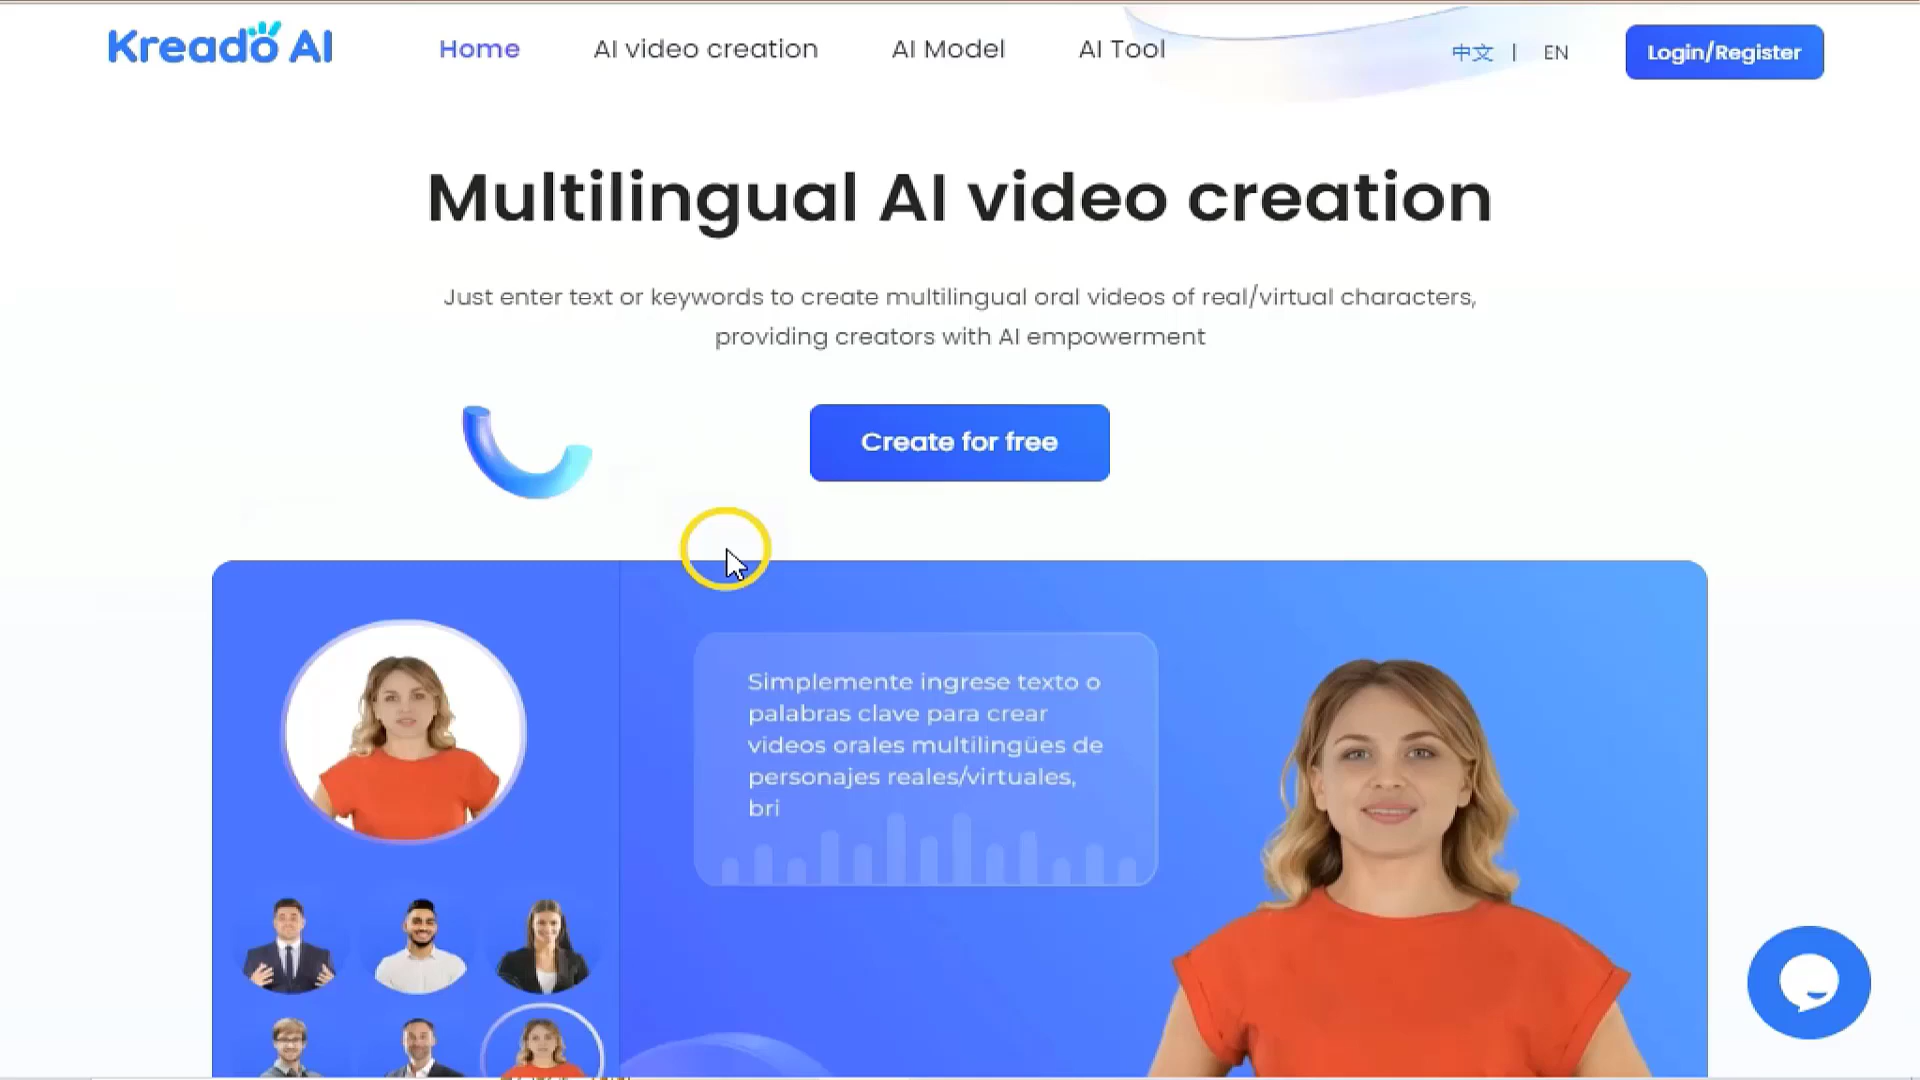 Kreado AI
Home
AI video creation
AI Model
AI Tool
中文 | EN
Login/Register
Multilingual AI video creation
Just enter text or keywords to create multilingual oral videos of real/virtual characters,
providing creators with AI empowerment
Create for free
Simplemente ingrese texto o
palabras clave para crear
videos orales multilingües de
personajes reales/virtuales,
bri